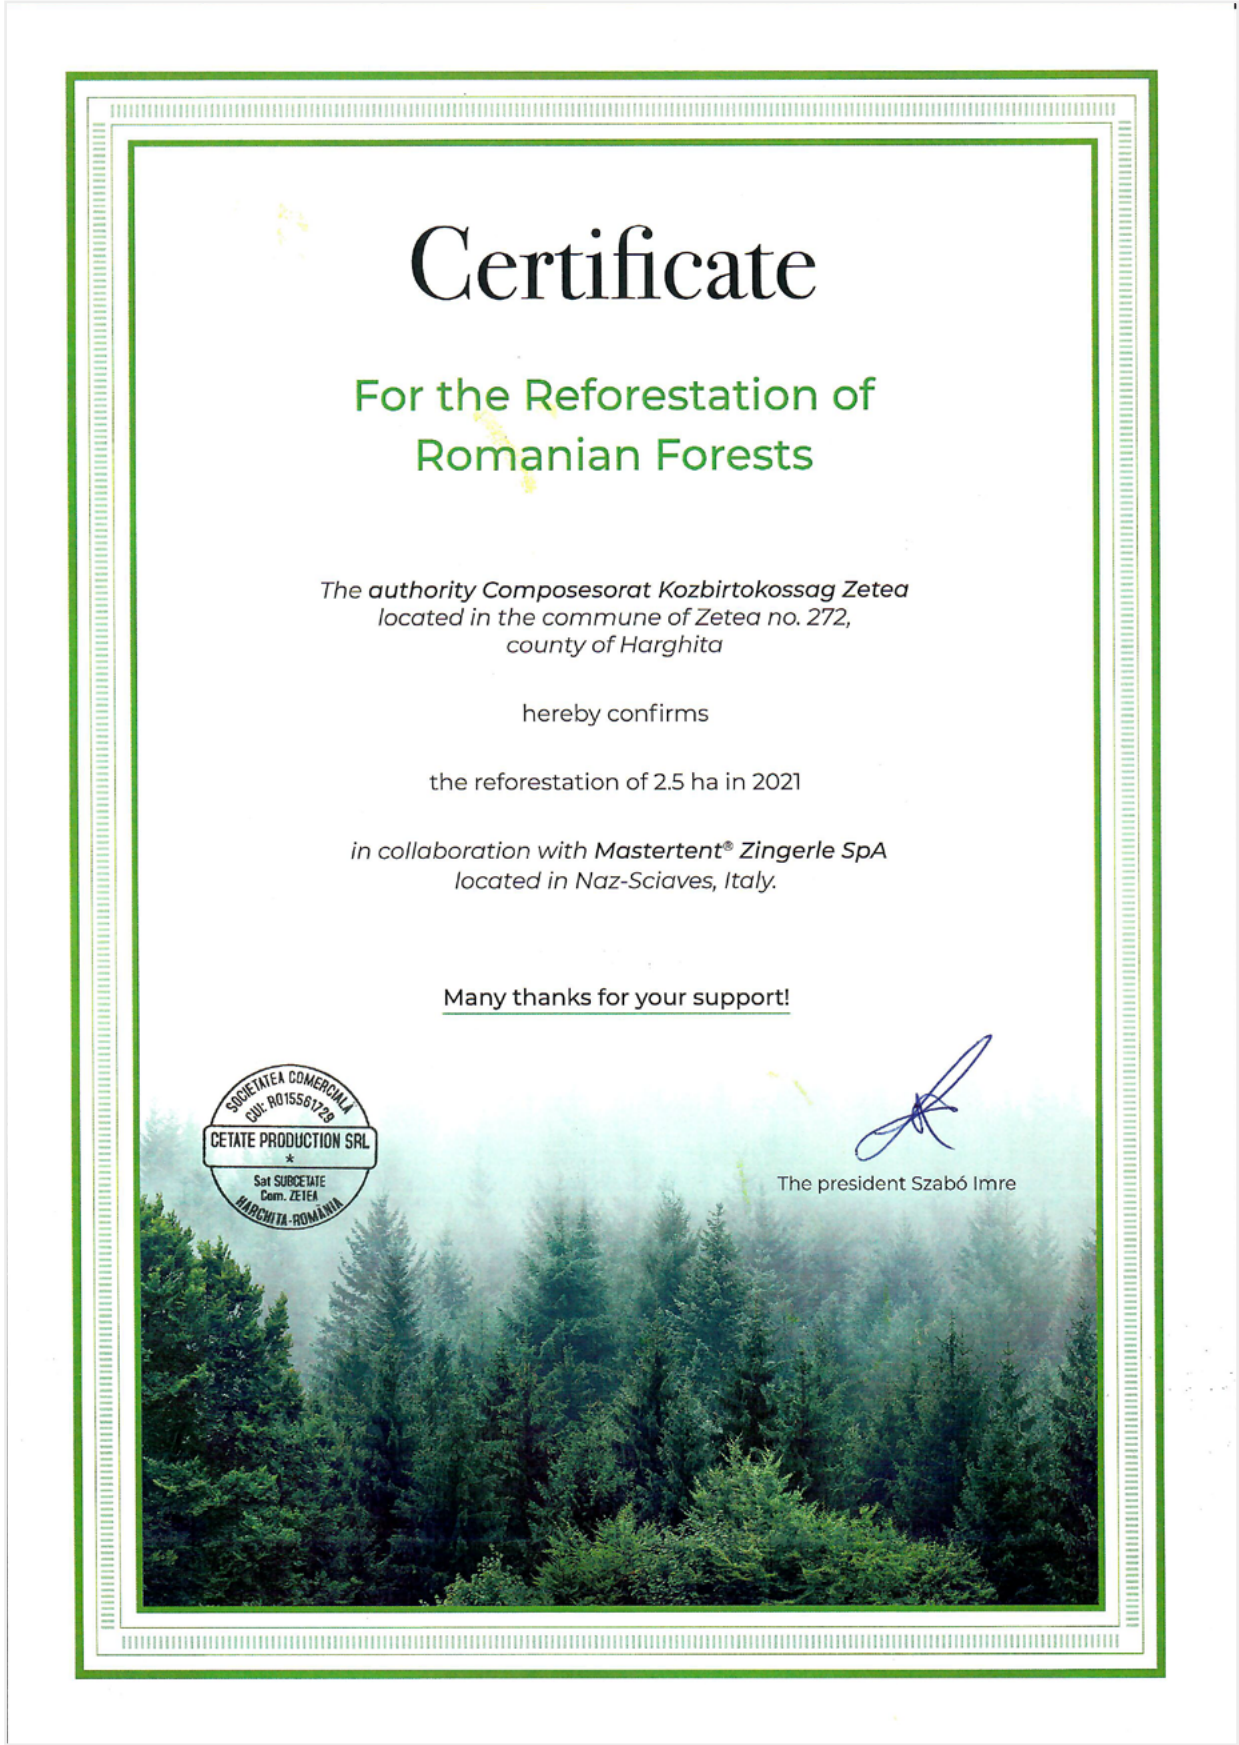 Certificate
For the Reforestation of
Romanian Forests
The authority Composesorat Kozbirtokossag Zetea
located in the commune of Zetea no. 272,
county of Harghita
hereby confirms
the reforestation of 2.5 ha in 2021
in collaboration with Mastertent® Zingerle SpA
located in Naz-Sciaves, Italy.
Many thanks for your support!
SOCIETATEA COMERCIALĂ
CUI: RO15561729
CETATE PRODUCTION SRL
*
Sat SUBCETATE
Com. ZETEA
HARGHITA-ROMÂNIA
The president Szabó Imre